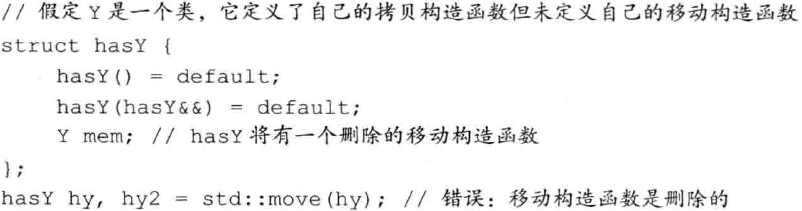 // 假定 Y 是一个类，它定义了自己的拷贝构造函数但未定义自己的移动构造函数
struct hasY {
    hasY() = default;
    hasY(hasY&&) = default;
    Y mem; // hasY 将有一个删除的移动构造函数
};
hasY hy, hy2 = std::move(hy); // 错误：移动构造函数是删除的